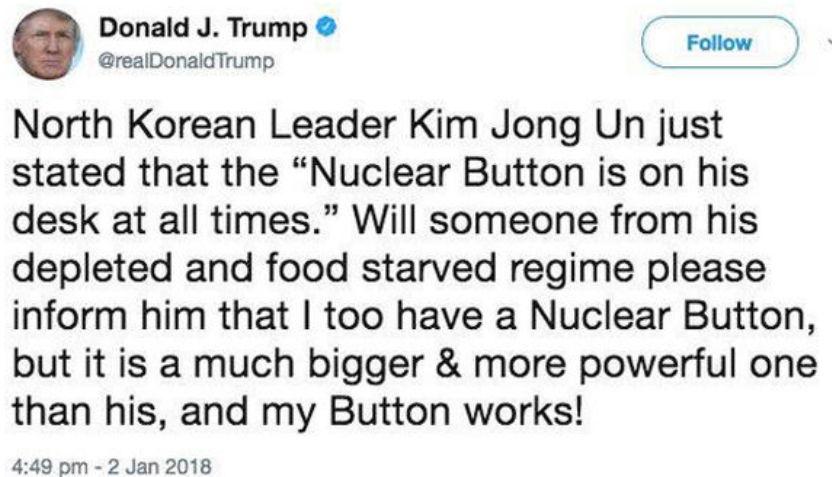 Donald J. Trump
@realDonaldTrump
Follow
North Korean Leader Kim Jong Un just
stated that the “Nuclear Button is on his
desk at all times.” Will someone from his
depleted and food starved regime please
inform him that I too have a Nuclear Button,
but it is a much bigger & more powerful one
than his, and my Button works!
4:49 pm - 2 Jan 2018